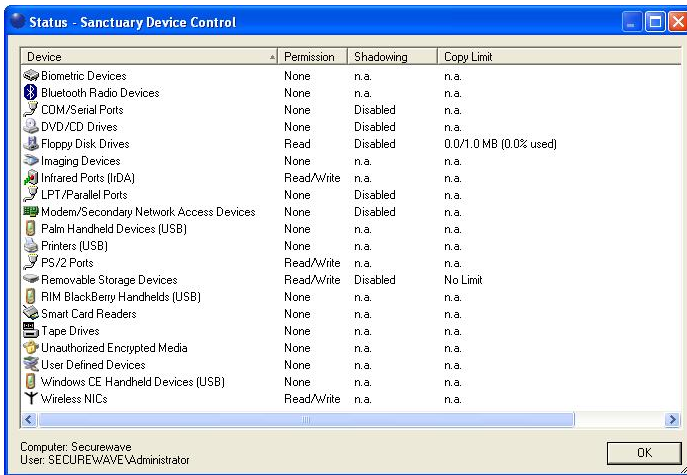 Status - Sanctuary Device Control
Device Permission Shadowing Copy Limit
Biometric Devices None n.a. n.a.
Bluetooth Radio Devices None n.a. n.a.
COM/Serial Ports None Disabled n.a.
DVD/CD Drives None Disabled n.a.
Floppy Disk Drives Read Disabled 0.0/1.0 MB (0.0% used)
Imaging Devices None n.a. n.a.
Infrared Ports (IrDA) Read/Write n.a. n.a.
LPT/Parallel Ports None Disabled n.a.
Modem/Secondary Network Access Devices None Disabled n.a.
Palm Handheld Devices (USB) None n.a. n.a.
Printers (USB) None n.a. n.a.
PS/2 Ports Read/Write n.a. n.a.
Removable Storage Devices Read/Write Disabled No Limit
RIM BlackBerry Handhelds (USB) None n.a. n.a.
Smart Card Readers None n.a. n.a.
Tape Drives None n.a. n.a.
Unauthorized Encrypted Media None n.a. n.a.
User Defined Devices None n.a. n.a.
Windows CE Handheld Devices (USB) None n.a. n.a.
Wireless NICs Read/Write n.a. n.a.
Computer: Securewave
User: SECUREWAVE\Administrator
OK